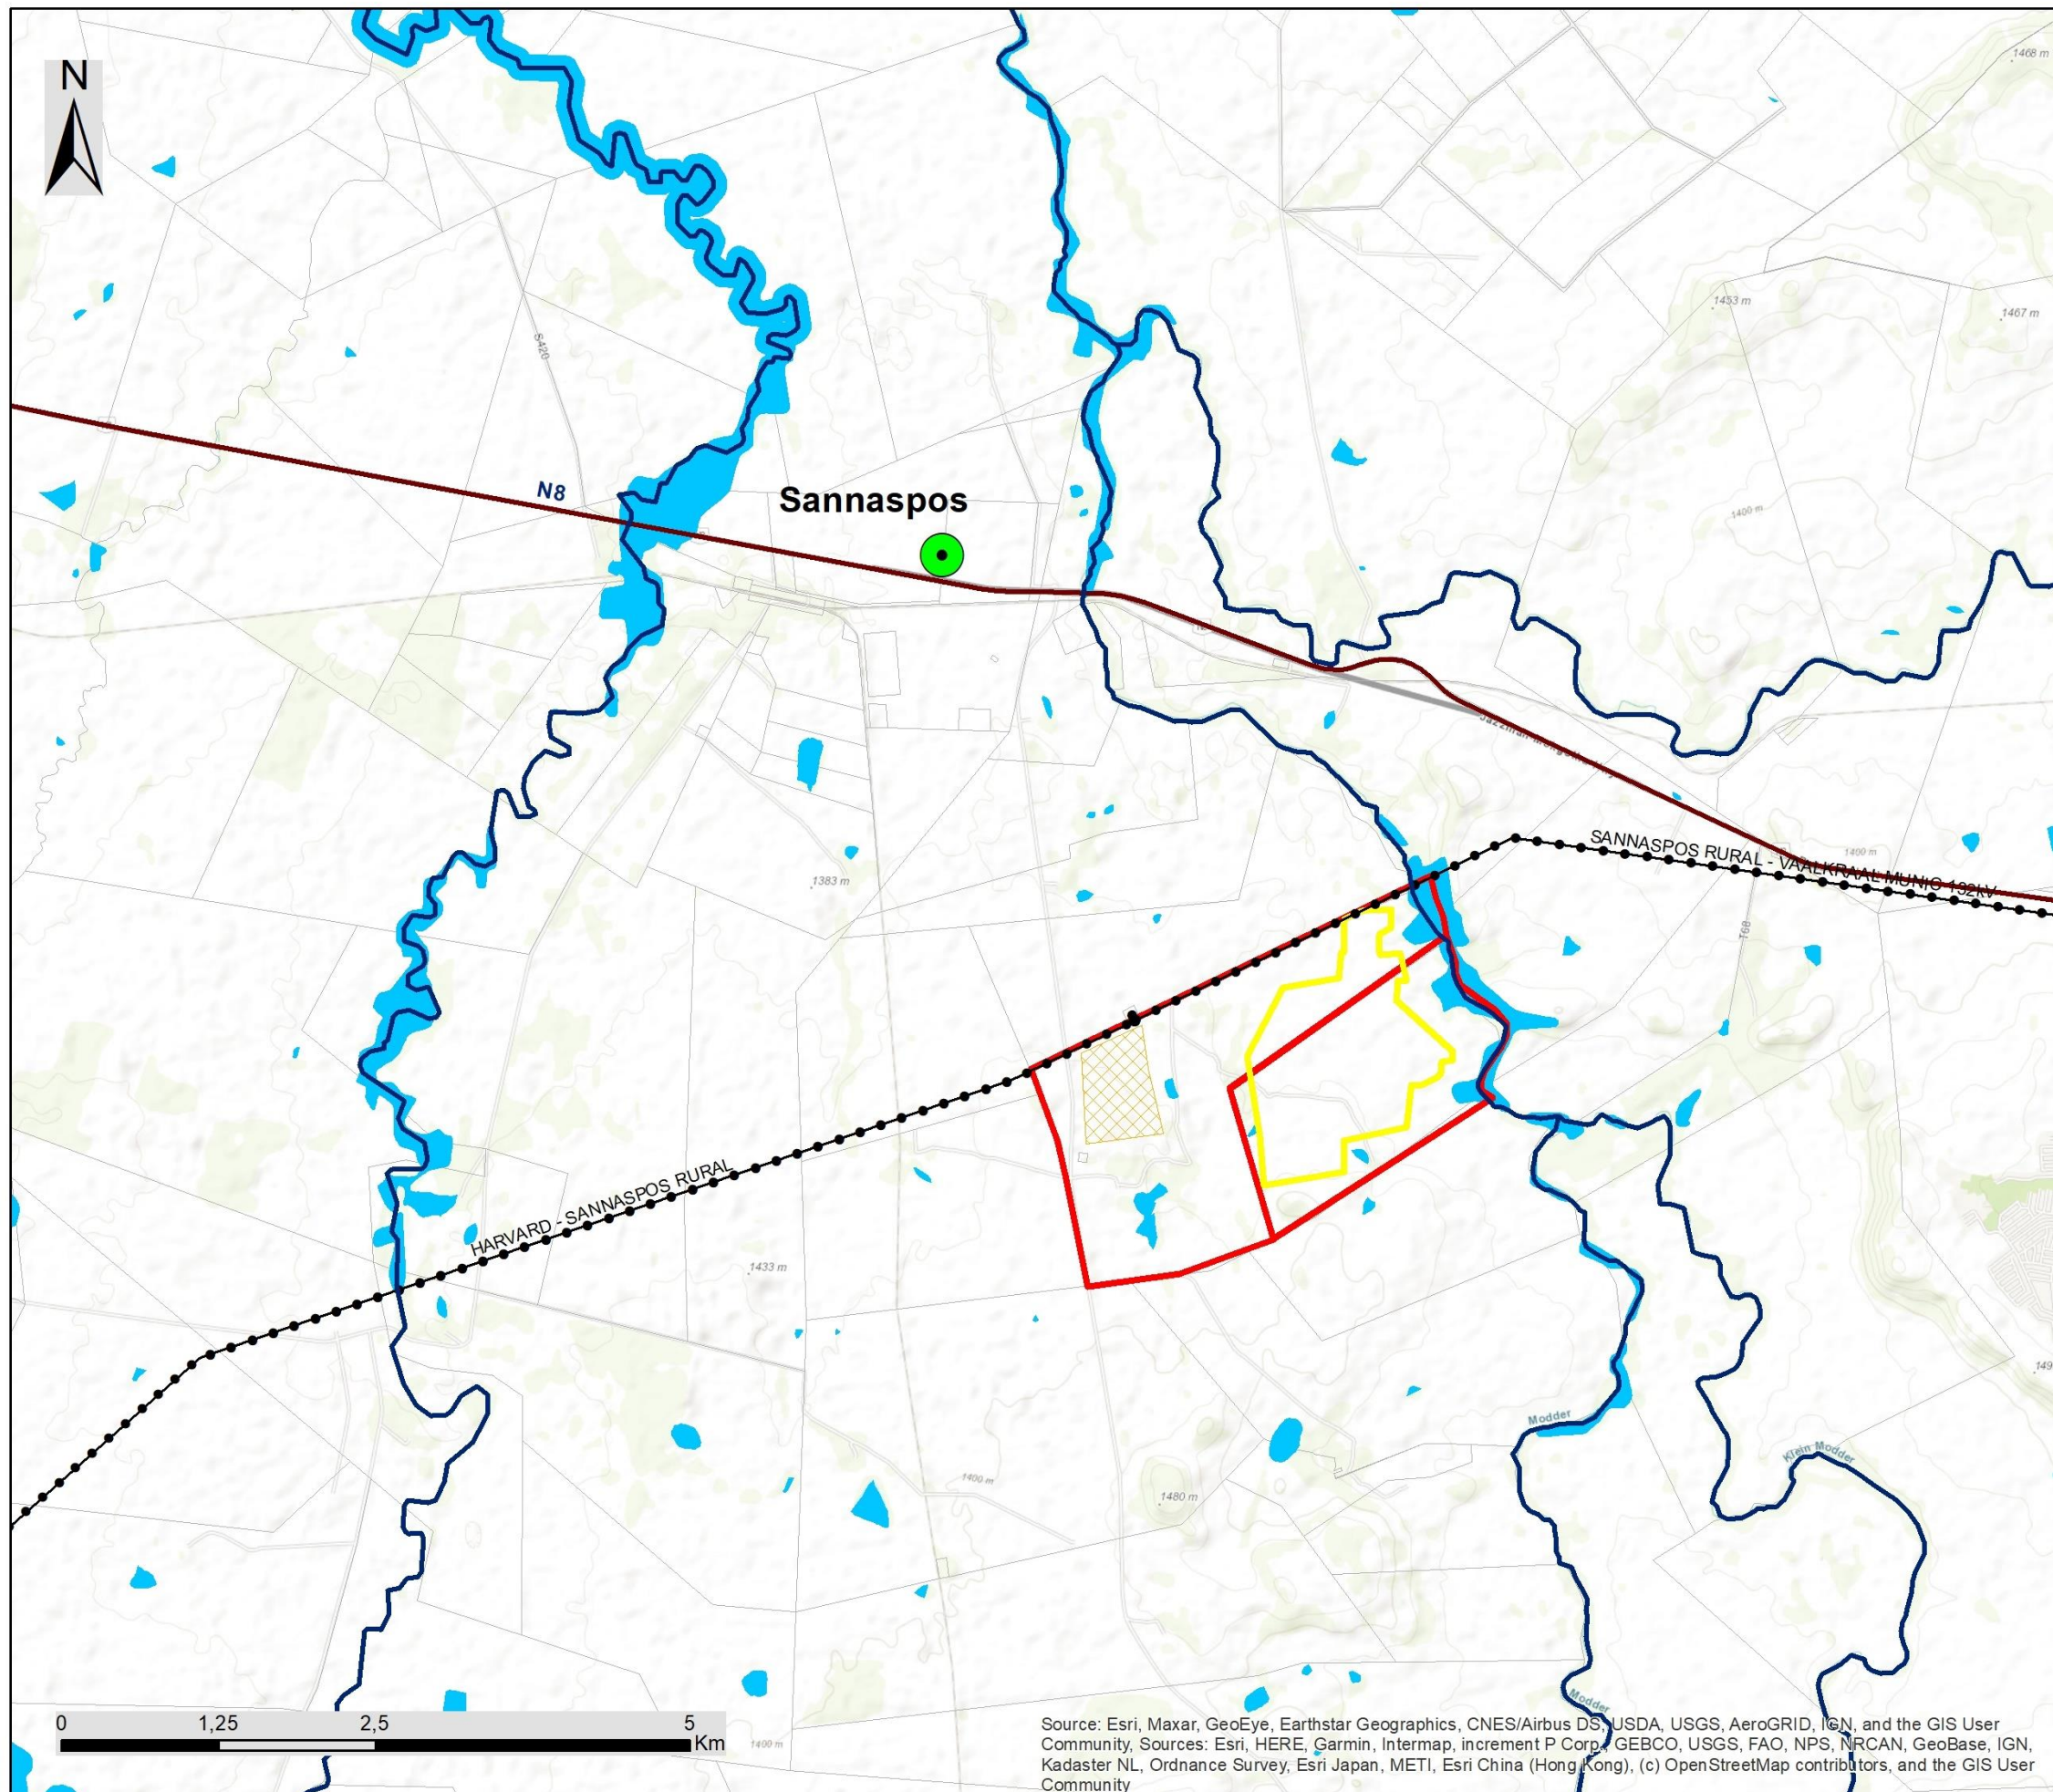 1468 m
N
1453 m
1467 m
S420
N8
Sannaspos
1400 m
SANNASPOS RURAL - VAALKRAAL MUNIC 132kV
1400 m
1383 m
HARVARD - SANNASPOS RURAL
1433 m
Modder
Klein Modder
1400 m
1480 m
Modder
0 1,25 2,5 5
Km
1400 m
Source: Esri, Maxar, GeoEye, Earthstar Geographics, CNES/Airbus DS, USDA, USGS, AeroGRID, IGN, and the GIS User
Community, Sources: Esri, HERE, Garmin, Intermap, increment P Corp., GEBCO, USGS, FAO, NPS, NRCAN, GeoBase, IGN,
Kadaster NL, Ordnance Survey, Esri Japan, METI, Esri China (Hong Kong), (c) OpenStreetMap contributors, and the GIS User
Community